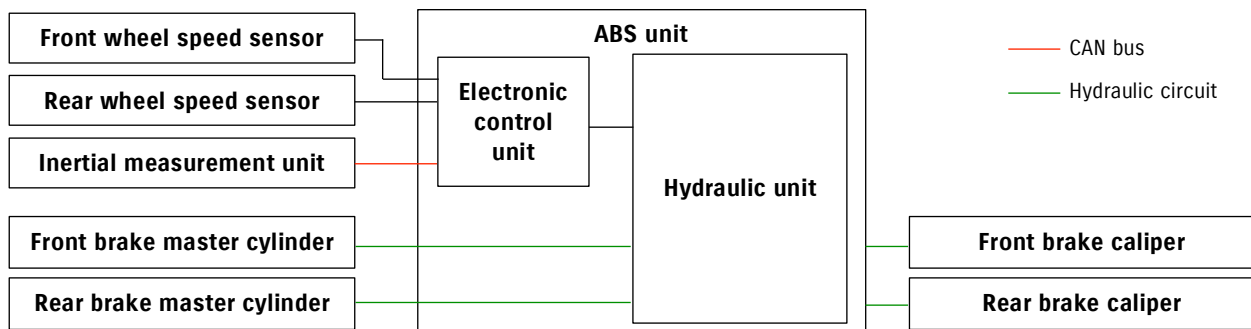 Front wheel speed sensor
Rear wheel speed sensor
Inertial measurement unit
Front brake master cylinder
Rear brake master cylinder
ABS unit
Electronic
control
unit
Hydraulic unit
CAN bus
Hydraulic circuit
Front brake caliper
Rear brake caliper